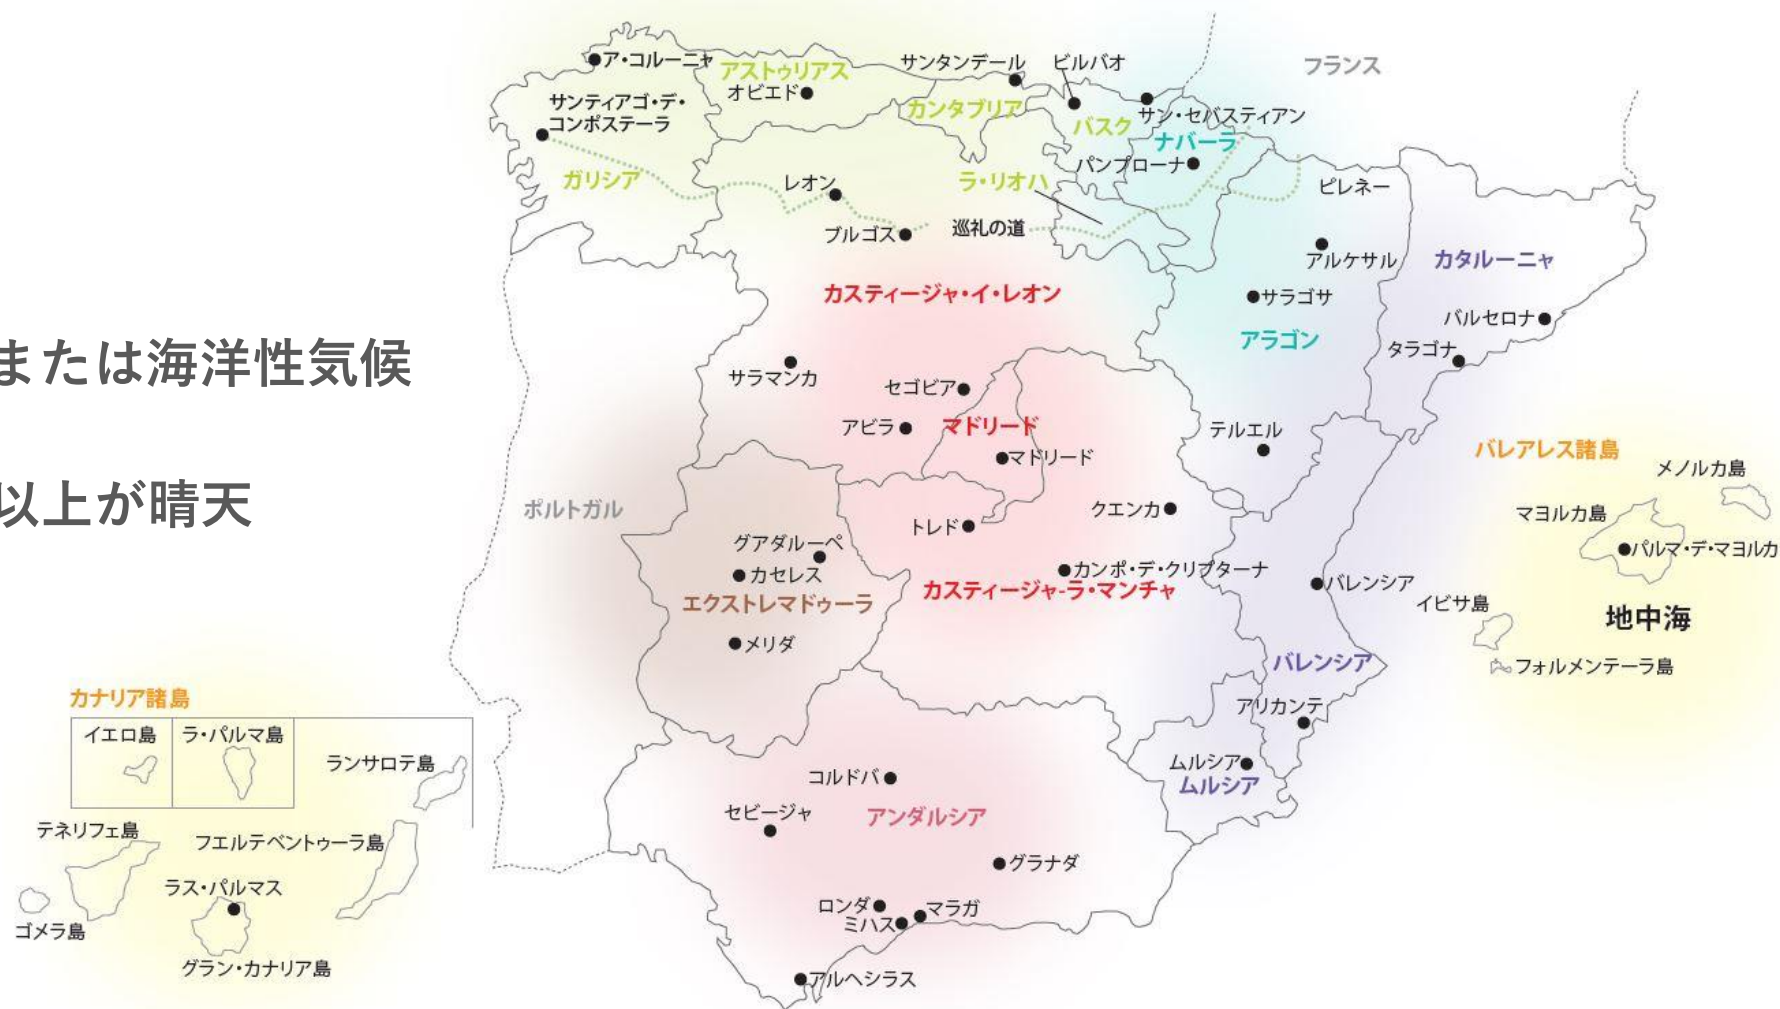 または海洋性気候
以上が晴天
フランス
ア・コルーニャ
アストゥリアス
オビエド
サンタンデール
ビルバオ
カンタブリア
サンティアゴ・デ・
コンポステーラ
バスク
サン・セバスティアン
ナバーラ
パンプローナ
ガリシア
レオン
ラ・リオハ
ピレネー
ブルゴス
巡礼の道
アルケサル
カタルーニャ
カスティージャ・イ・レオン
サラゴサ
バルセロナ
アラゴン
タラゴナ
サラマンカ
セゴビア
アビラ
マドリード
マドリード
テルエル
バレアレス諸島
メノルカ島
マヨルカ島
パルマ・デ・マヨルカ
ポルトガル
トレド
クエンカ
グアダルーペ
カセレス
カンポ・デ・クリプターナ
エクストレマドゥーラ
カスティージャ-ラ・マンチャ
バレンシア
イビサ島
地中海
メリダ
バレンシア
フォルメンテーラ島
アリカンテ
カナリア諸島
イエロ島
ラ・パルマ島
ランサロテ島
コルドバ
ムルシア
ムルシア
セビージャ
アンダルシア
テネリフェ島
フエルテベントゥーラ島
グラナダ
ラス・パルマス
ロンダ
マラガ
ミハス
ゴメラ島
グラン・カナリア島
アルヘシラス